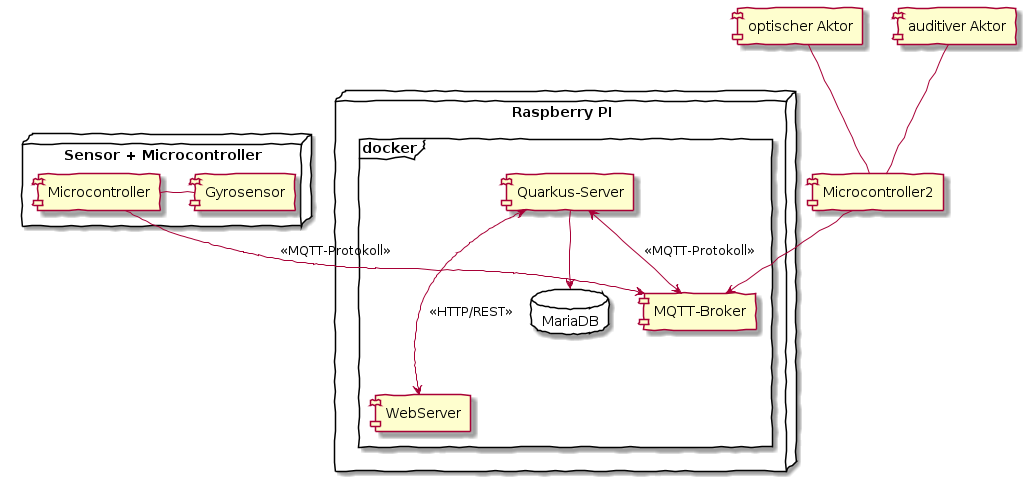 optischer Aktor
auditiver Aktor
Raspberry PI
docker
Sensor + Microcontroller
Microcontroller
Gyrosensor
Quarkus-Server
Microcontroller2
«MQTT-Protokoll»
«MQTT-Protokoll»
«HTTP/REST»
MariaDB
MQTT-Broker
WebServer